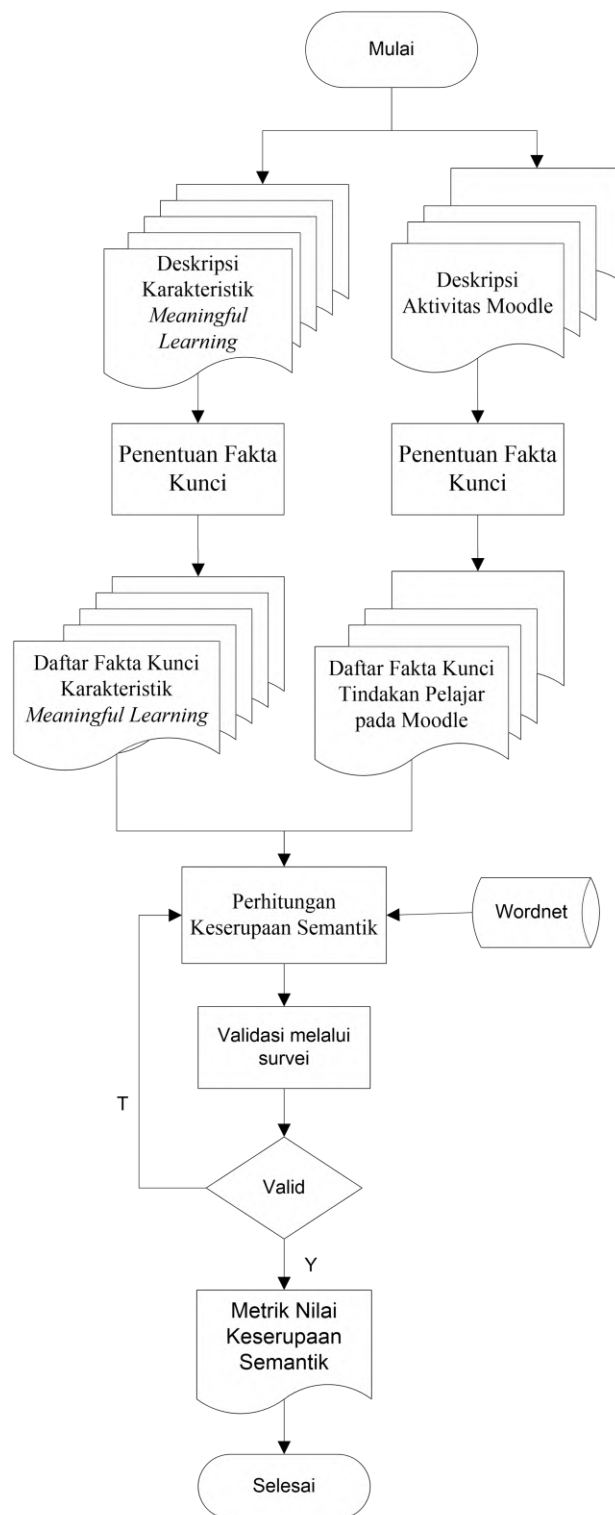 Mulai
Deskripsi
Karakteristik
Meaningful
Learning
Deskripsi
Aktivitas Moodle
Penentuan Fakta
Kunci
Penentuan Fakta
Kunci
Daftar Fakta Kunci
Karakteristik
Meaningful Learning
Daftar Fakta Kunci
Tindakan Pelajar
pada Moodle
Perhitungan
Keserupaan Semantik
Wordnet
Validasi melalui
survei
T
Valid
Y
Metrik Nilai
Keserupaan
Semantik
Selesai